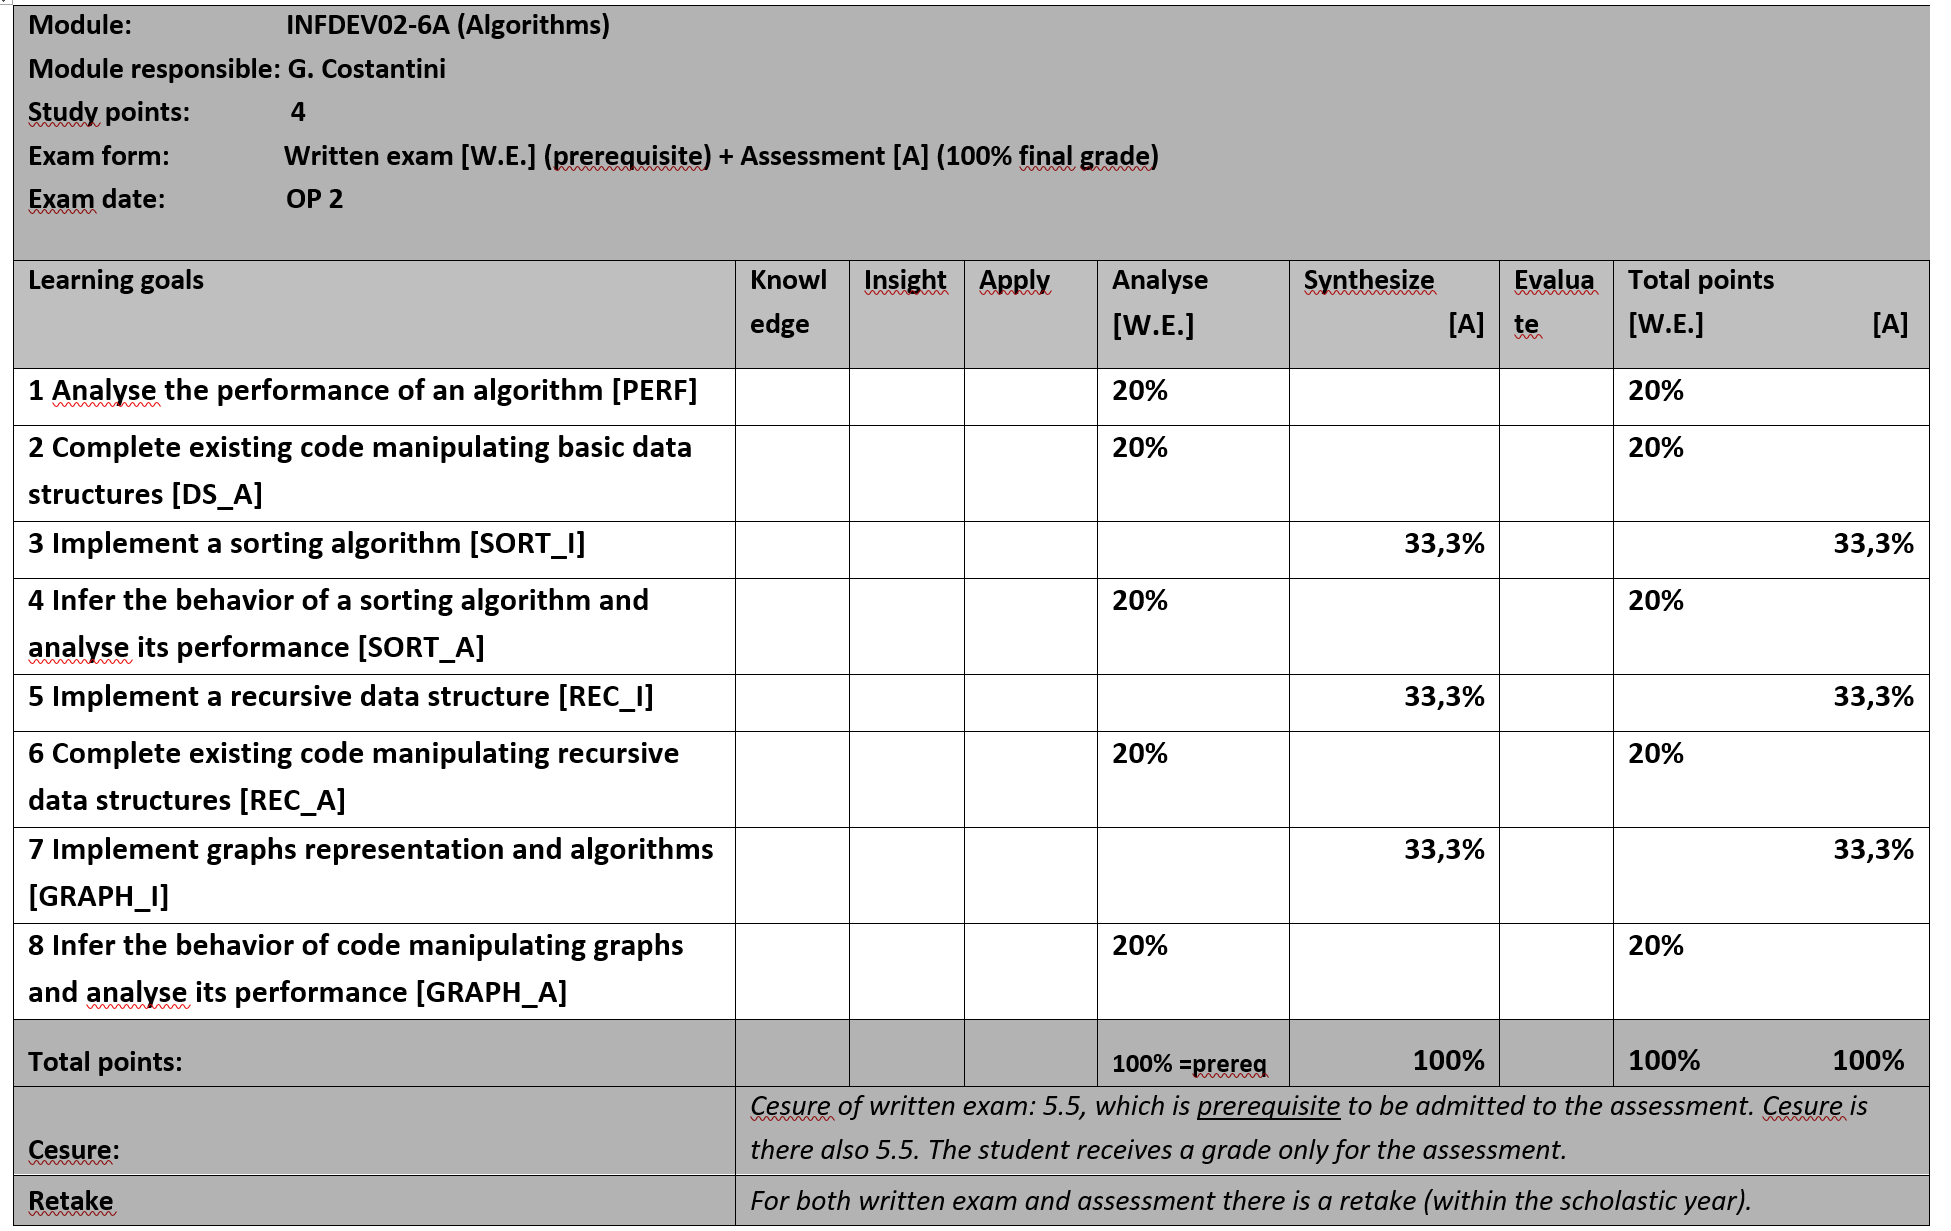 Module: INFDEV02-6A (Algorithms)
Module responsible: G. Costantini
Study points: 4
Exam form: Written exam [W.E.] (prerequisite) + Assessment [A] (100% final grade)
Exam date: OP 2
Learning goals Knowl Insight Apply Analyse Synthesize Evalua Total points
edge [W.E.] [A] te [W.E.] [A]
1 Analyse the performance of an algorithm [PERF] 20% 20%
2 Complete existing code manipulating basic data 20% 20%
structures [DS_A]
3 Implement a sorting algorithm [SORT_I] 33,3% 33,3%
4 Infer the behavior of a sorting algorithm and 20% 20%
analyse its performance [SORT_A]
5 Implement a recursive data structure [REC_I] 33,3% 33,3%
6 Complete existing code manipulating recursive 20% 20%
data structures [REC_A]
7 Implement graphs representation and algorithms 33,3% 33,3%
[GRAPH_I]
8 Infer the behavior of code manipulating graphs 20% 20%
and analyse its performance [GRAPH_A]
Total points: 100% =prereq 100% 100% 100%
Cesure of written exam: 5.5, which is prerequisite to be admitted to the assessment. Cesure is
Cesure: there also 5.5. The student receives a grade only for the assessment.
Retake For both written exam and assessment there is a retake (within the scholastic year).